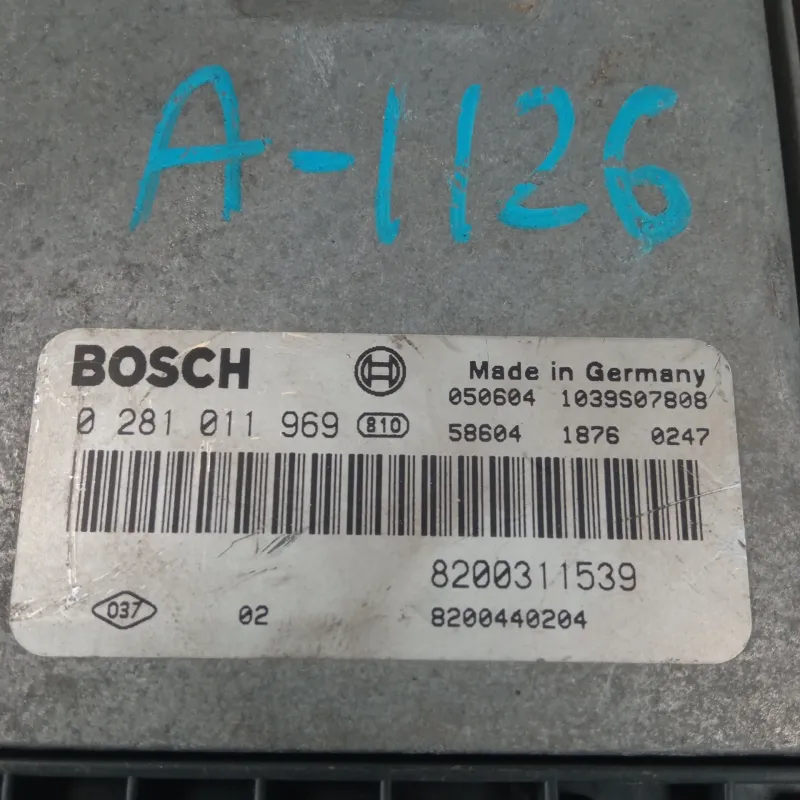 A-1126
BOSCH Made in Germany
050604 1039S07808
0 281 011 969 810 58604 1876 0247
8200311539
037 02 8200440204